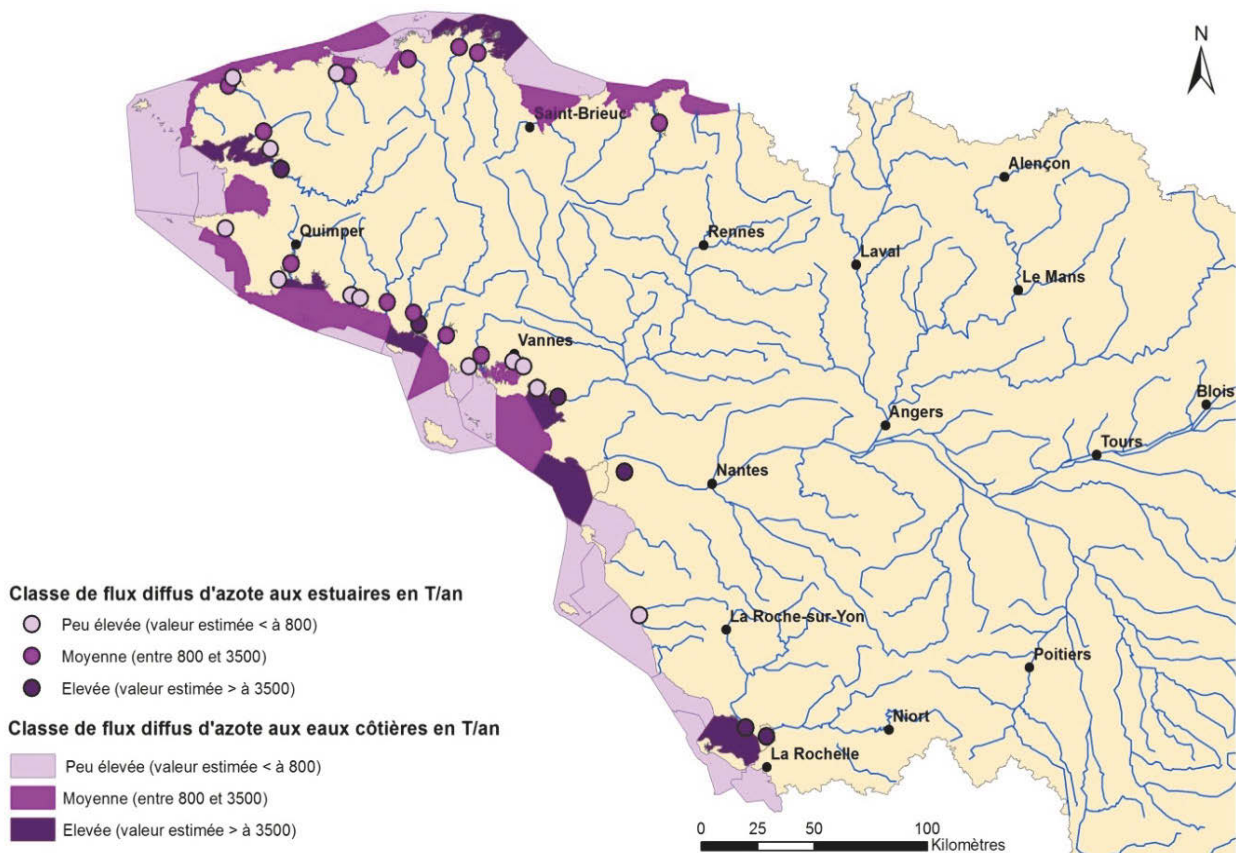 N
Saint-Brieuc
Alençon
Quimper
Rennes
Laval
Le Mans
Vannes
Blois
Angers
Tours
Nantes
Classe de flux diffus d'azote aux estuaires en T/an
Peu élevée (valeur estimée < à 800)
Moyenne (entre 800 et 3500)
Elevée (valeur estimée > à 3500)
La Roche-sur-Yon
Poitiers
Classe de flux diffus d'azote aux eaux côtières en T/an
Peu élevée (valeur estimée < à 800)
Moyenne (entre 800 et 3500)
Elevée (valeur estimée > à 3500)
Niort
La Rochelle
0 25 50 100
Kilomètres